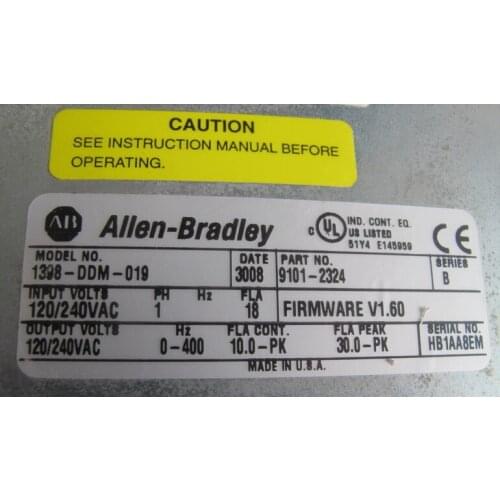 CAUTION
SEE INSTRUCTION MANUAL BEFORE
OPERATING.
AB Allen-Bradley c UL US LISTED IND. CONT. EQ. 51Y4 E145959 CE
MODEL NO. DATE PART NO. SERIES
1398-DDM-019 3008 9101-2324 B
INPUT VOLTS PH Hz FLA
120/240VAC 1 18 FIRMWARE V1.60
OUTPUT VOLTS Hz FLA CONT. FLA PEAK SERIAL NO.
120/240VAC 0-400 10.0-PK 30.0-PK HB1AA8EM
MADE IN U.S.A.